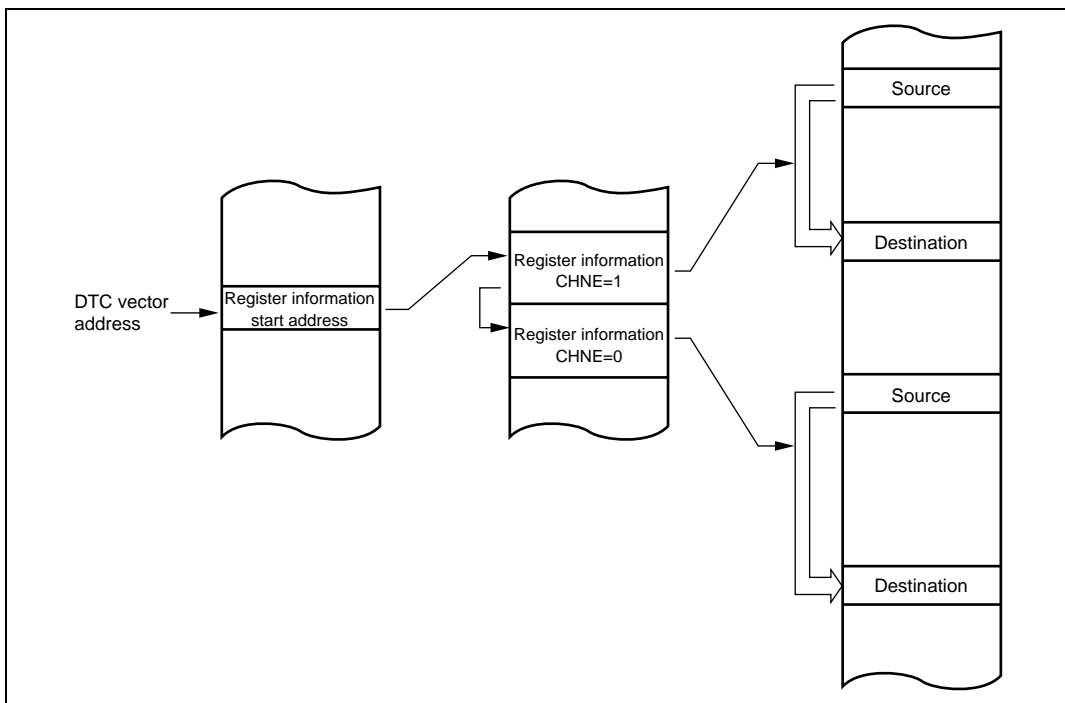 DTC vector
address
Register information
start address
Register information
CHNE=1
Register information
CHNE=0
Source
Destination
Source
Destination